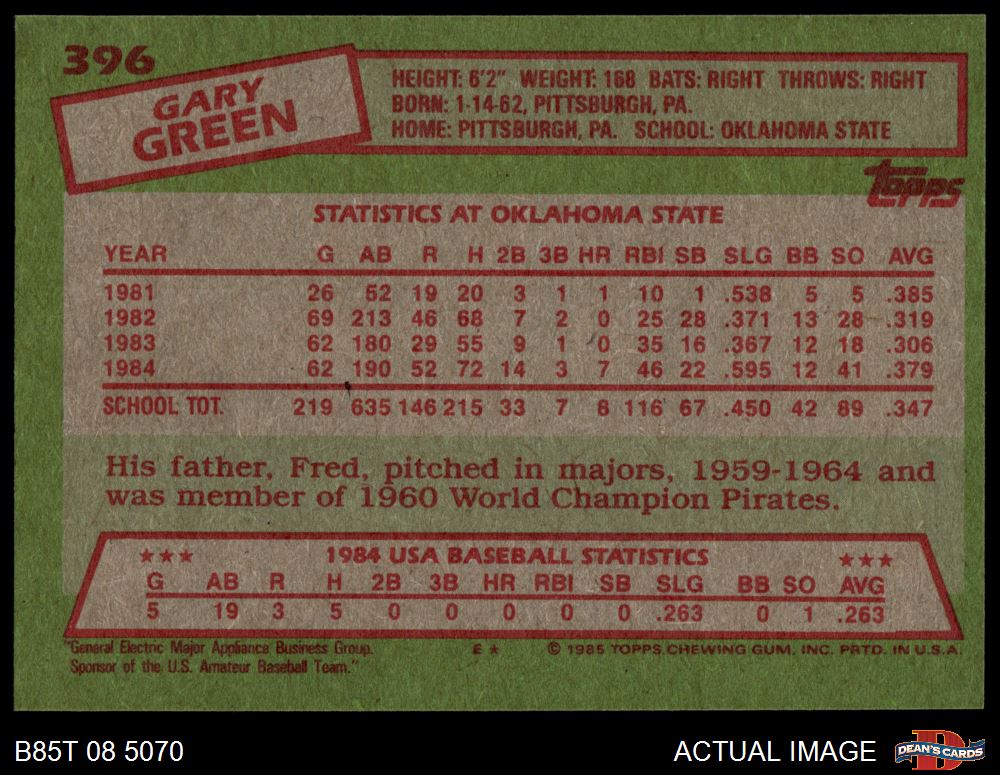 396
GARY
GREEN
HEIGHT: 6'2" WEIGHT: 168 BATS: RIGHT THROWS: RIGHT
BORN: 1-14-62, PITTSBURGH, PA.
HOME: PITTSBURGH, PA. SCHOOL: OKLAHOMA STATE
topps
STATISTICS AT OKLAHOMA STATE
YEAR G AB R H 2B 3B HR RBI SB SLG BB SO AVG
1981 26 52 19 20 3 1 1 10 1 .538 5 5 .385
1982 69 213 46 68 7 2 0 25 28 .371 13 28 .319
1983 62 180 29 55 9 1 0 35 16 .367 12 18 .306
1984 62 190 52 72 14 3 7 46 22 .595 12 41 .379
SCHOOL TOT. 219 635 146 215 33 7 8 116 67 .450 42 89 .347
His father, Fred, pitched in majors, 1959-1964 and
was member of 1960 World Champion Pirates.
★★★ 1984 USA BASEBALL STATISTICS ★★★
G AB R H 2B 3B HR RBI SB SLG BB SO AVG
5 19 3 5 0 0 0 0 0 .263 0 1 .263
"General Electric Major Appliance Business Group.
Sponsor of the U.S. Amateur Baseball Team."
E ★ © 1985 TOPPS CHEWING GUM, INC. PRTD. IN U.S.A.
B85T 08 5070
ACTUAL IMAGE
DEAN'S CARDS